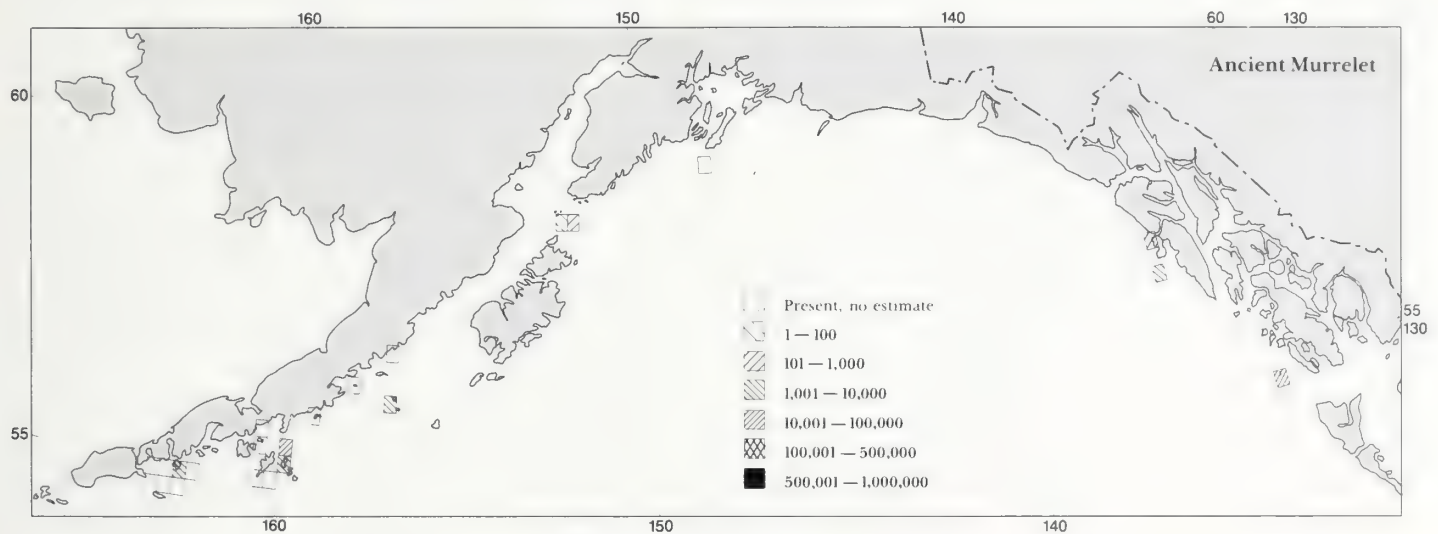 160 150 140 60 130
Ancient Murrelet
60
Present, no estimate
1 — 100
101 — 1,000
1,001 — 10,000
10,001 — 100,000
100,001 — 500,000
500,001 — 1,000,000
55
130
55
160 150 140